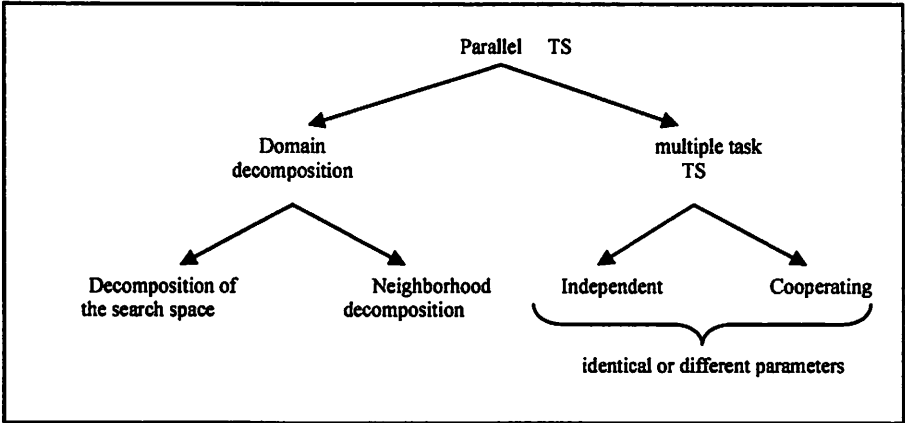 Parallel TS
Domain
decomposition
multiple task
TS
Decomposition of
the search space
Neighborhood
decomposition
Independent
Cooperating
identical or different parameters